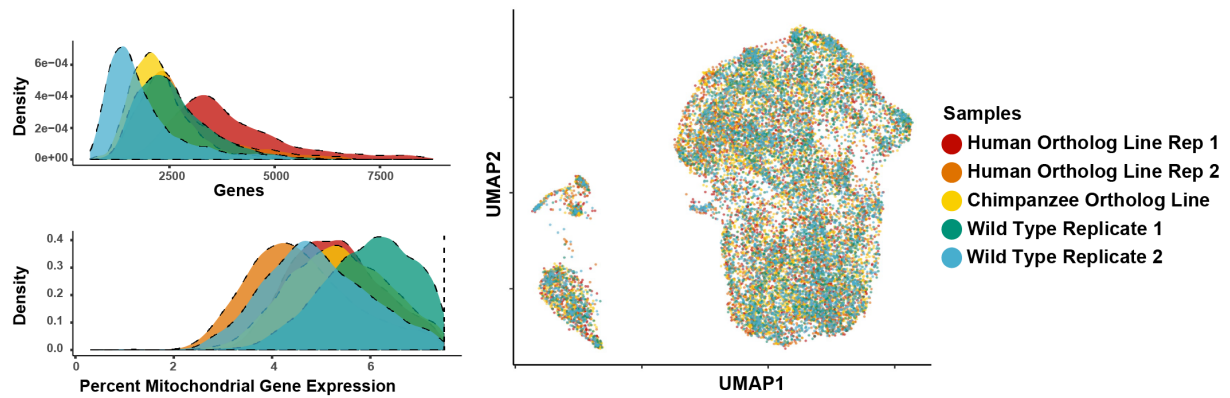 Density
6e−04
4e−04
2e−04
0e+00
2500
5000
7500
Genes
Density
0.4
0.3
0.2
0.1
0.0
0
2
4
6
Percent Mitochondrial Gene Expression
UMAP2
UMAP1
Samples
Human Ortholog Line Rep 1
Human Ortholog Line Rep 2
Chimpanzee Ortholog Line
Wild Type Replicate 1
Wild Type Replicate 2